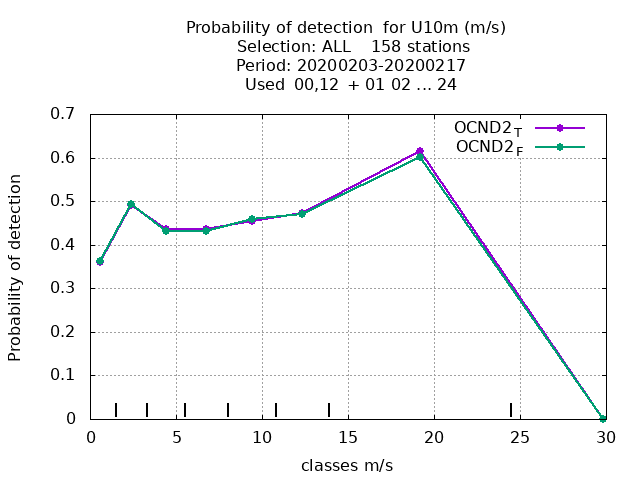 Probability of detection  for U10m (m/s)
Selection: ALL    158 stations
Period: 20200203-20200217
Used  00,12  + 01 02 ... 24
OCND2T
OCND2F
0.7
0.6
0.5
0.4
0.3
0.2
0.1
0
Probability of detection
0 5 10 15 20 25 30
classes m/s